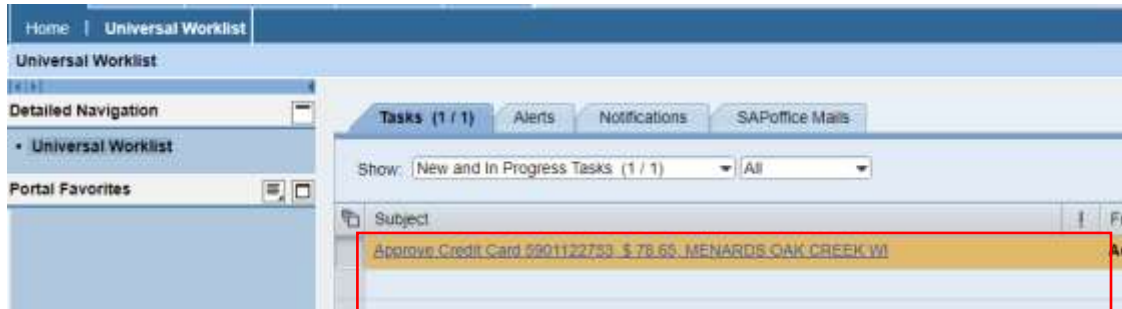 Home | Universal Worklist
Universal Worklist
Detailed Navigation
• Universal Worklist
Portal Favorites
Tasks (1 / 1) Alerts Notifications SAPoffice Mails
Show: New and In Progress Tasks (1 / 1) All
Subject !
Approve Credit Card 5901122753, $ 78.65, MENARDS OAK CREEK WI